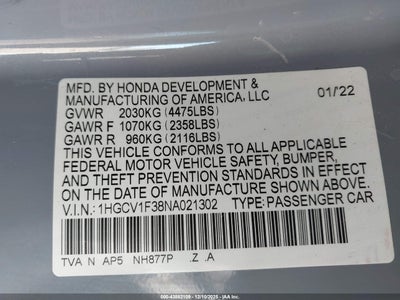 MFD. BY HONDA DEVELOPMENT &
MANUFACTURING OF AMERICA, LLC 01/22
GVWR 2030KG (4475LBS)
GAWR F 1070KG (2358LBS)
GAWR R 960KG (2116LBS)
THIS VEHICLE CONFORMS TO ALL APPLICABLE
FEDERAL MOTOR VEHICLE SAFETY, BUMPER,
AND THEFT PREVENTION STANDARDS IN EFFECT
ON THE DATE OF MANUFACTURE SHOWN ABOVE.
V.I.N.: 1HGCV1F38NA021302 TYPE: PASSENGER CAR
TVA N AP5 NH877P .Z .A